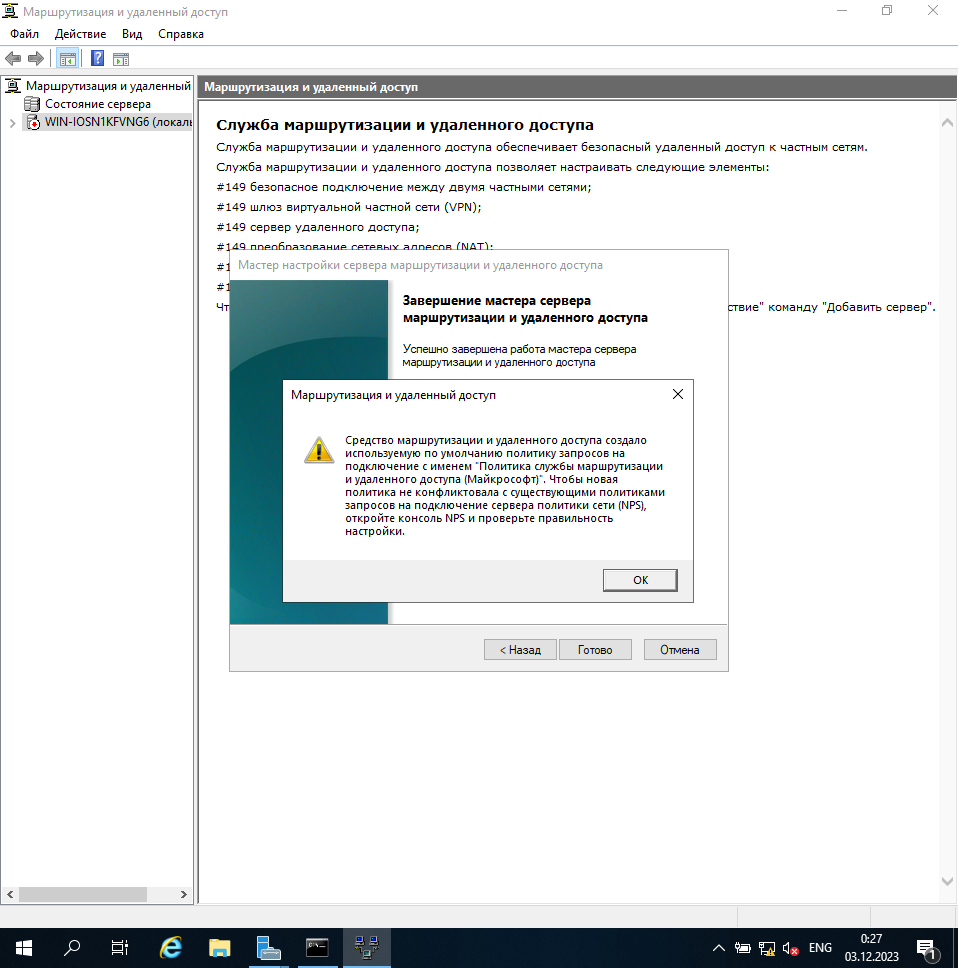 Маршрутизация и удаленный доступ
Файл Действие Вид Справка
Маршрутизация и удаленный
Состояние сервера
WIN-IOSN1KFVNG6 (локаль
Маршрутизация и удаленный доступ
Служба маршрутизации и удаленного доступа
Служба маршрутизации и удаленного доступа обеспечивает безопасный удаленный доступ к частным сетям.
Служба маршрутизации и удаленного доступа позволяет настраивать следующие элементы:
#149 безопасное подключение между двумя частными сетями;
#149 шлюз виртуальной частной сети (VPN);
#149 сервер удаленного доступа;
#149 преобразование сетевых адресов (NAT);
#1
#1
Чт
ствие" команду "Добавить сервер".
Мастер настройки сервера маршрутизации и удаленного доступа
Завершение мастера сервера
маршрутизации и удаленного доступа
Успешно завершена работа мастера сервера
маршрутизации и удаленного доступа
Маршрутизация и удаленный доступ
Средство маршрутизации и удаленного доступа создало
используемую по умолчанию политику запросов на
подключение с именем "Политика службы маршрутизации
и удаленного доступа (Майкрософт)". Чтобы новая
политика не конфликтовала с существующими политиками
запросов на подключение сервера политики сети (NPS),
откройте консоль NPS и проверьте правильность
настройки.
ОК
< Назад Готово Отмена
ENG
0:27
03.12.2023
1